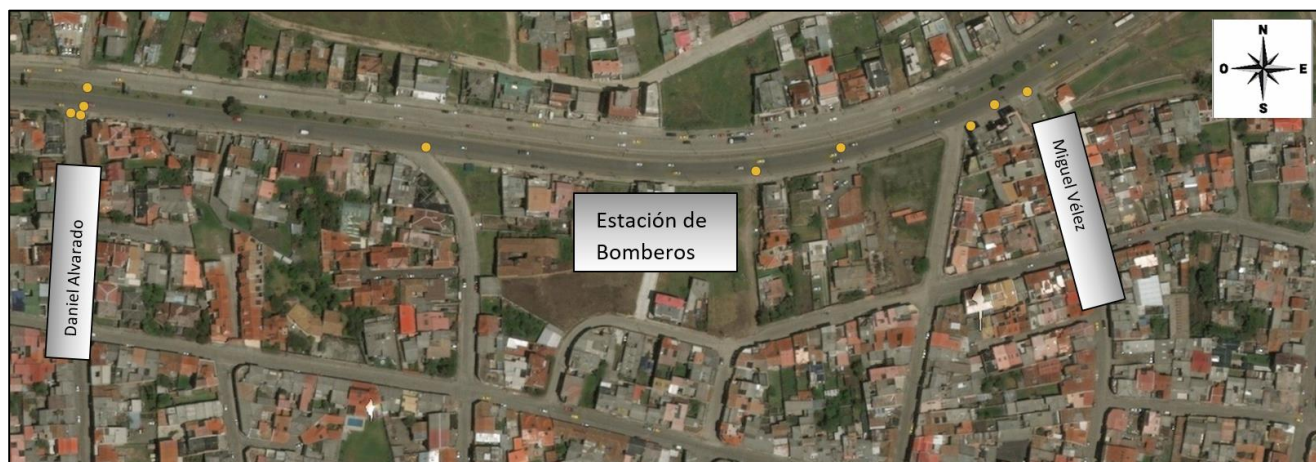 N
O
E
S
Daniel Alvarado
Estación de
Bomberos
Miguel Vélez